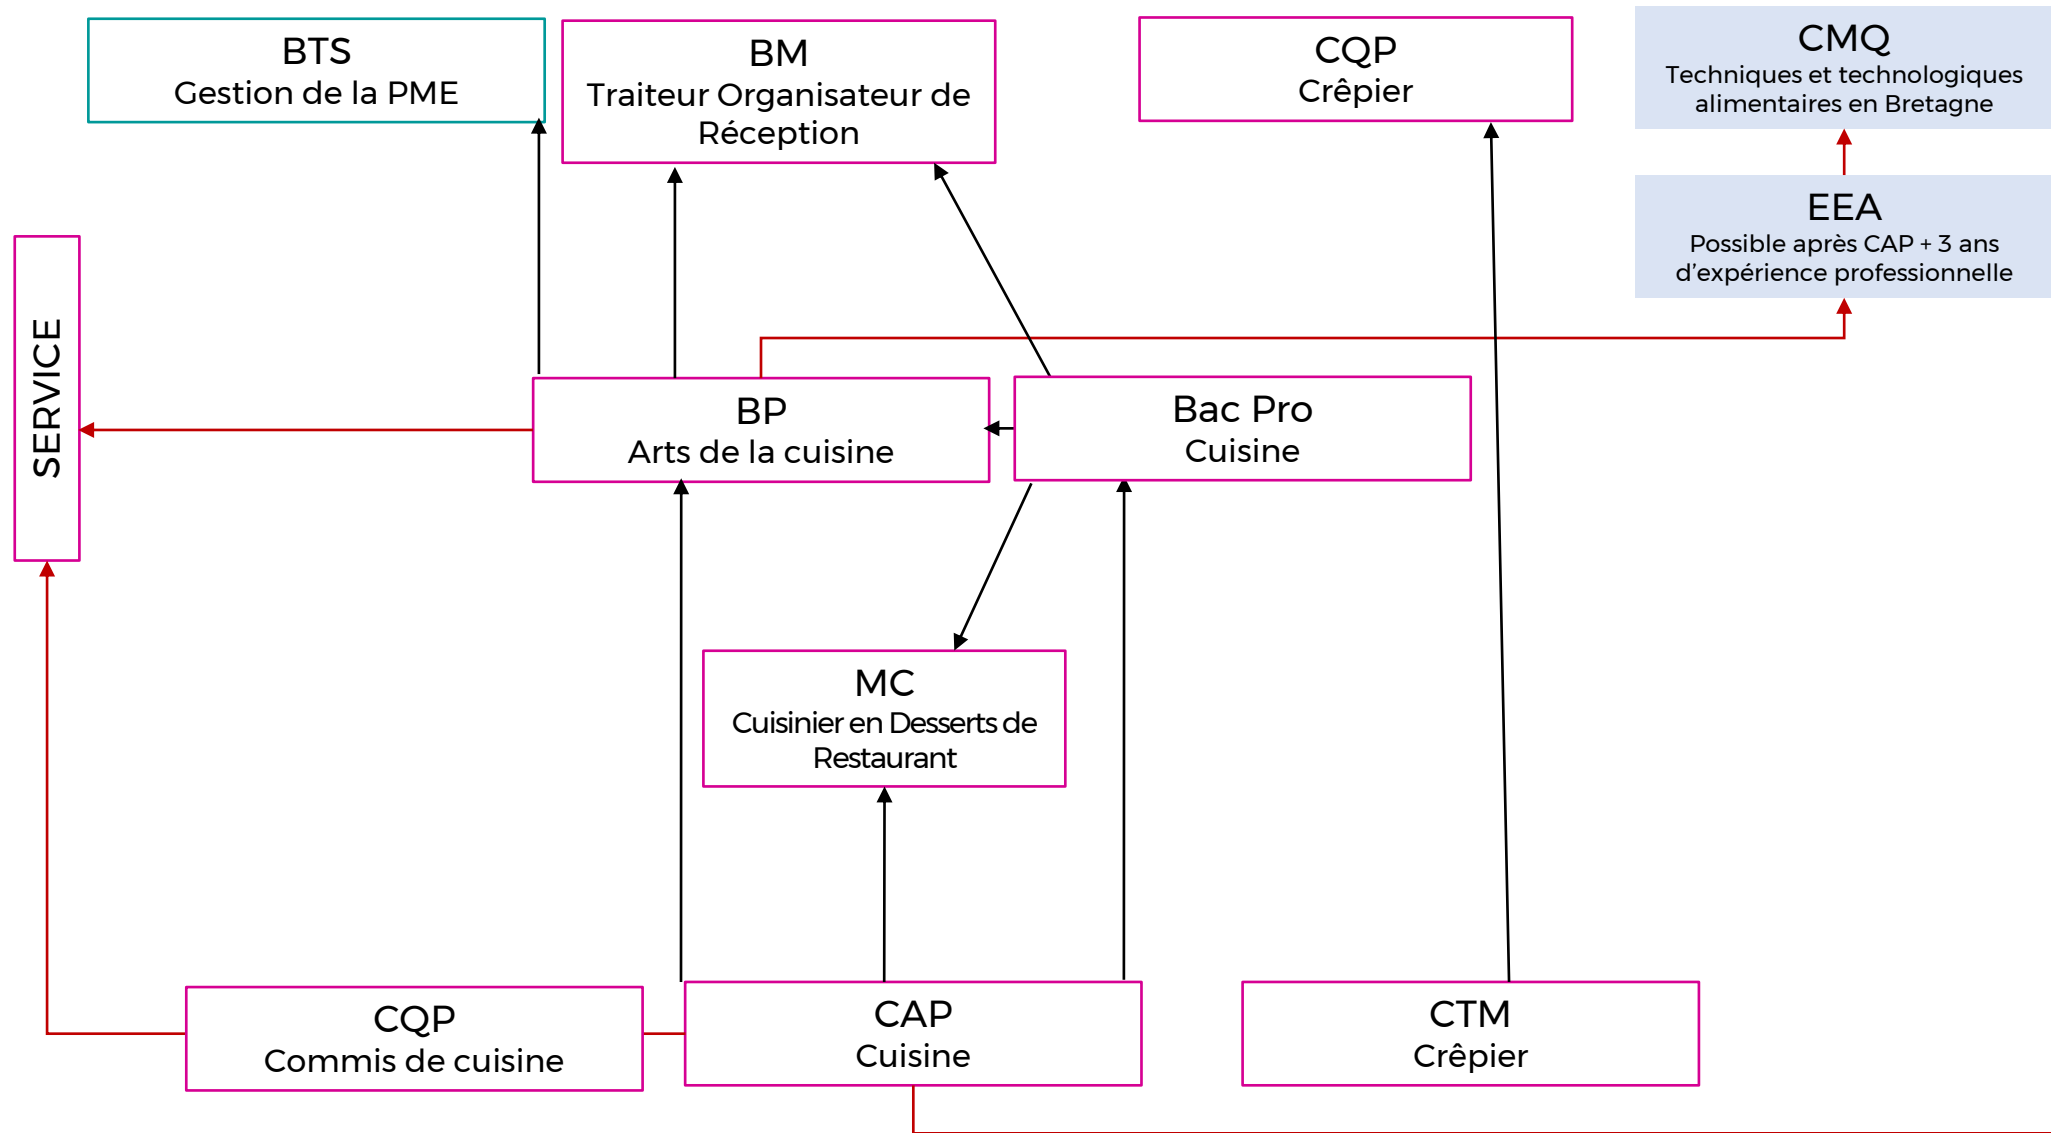 BTS
Gestion de la PME
BM
Traiteur Organisateur de
Réception
CQP
Crêpier
CMQ
Techniques et technologiques
alimentaires en Bretagne
EEA
Possible après CAP + 3 ans
d'expérience professionnelle
SERVICE
BP
Arts de la cuisine
Bac Pro
Cuisine
MC
Cuisinier en Desserts de
Restaurant
CQP
Commis de cuisine
CAP
Cuisine
CTM
Crêpier